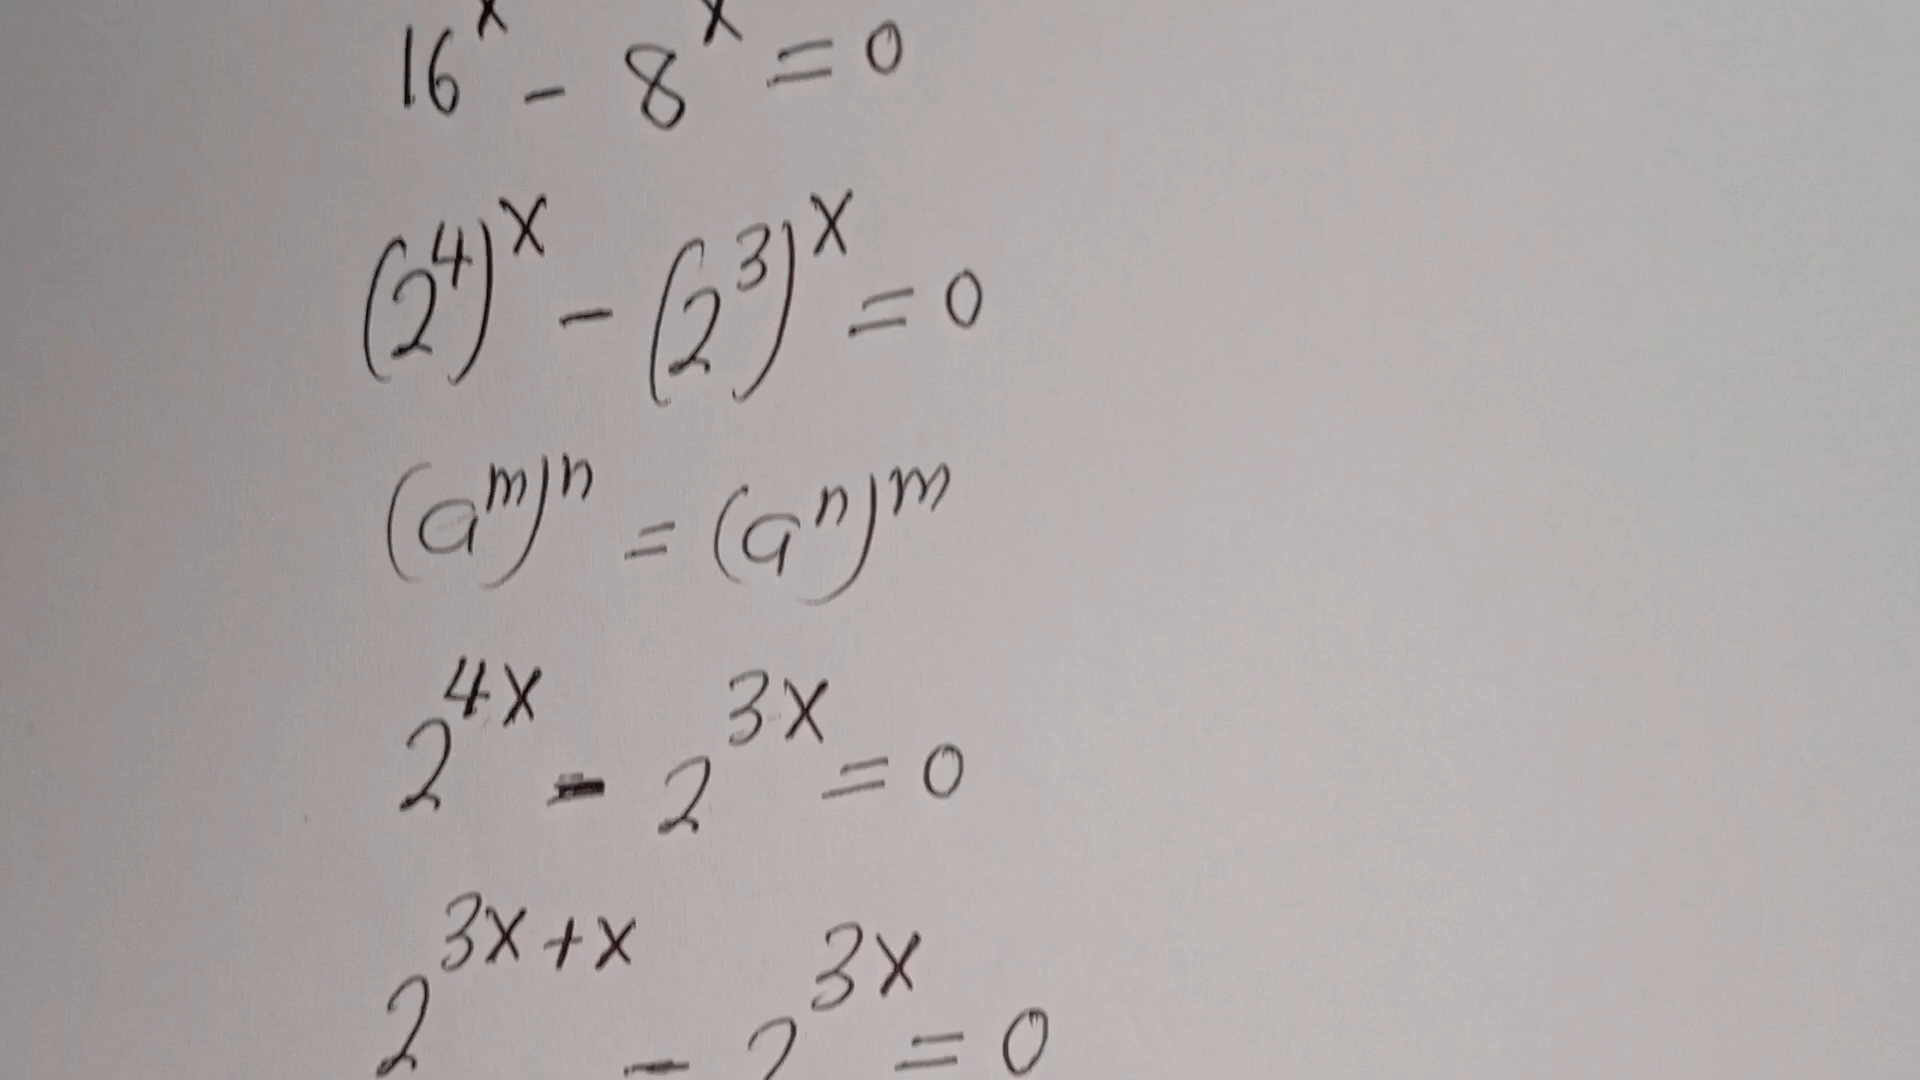 16^x - 8^x = 0
(2^4)^x - (2^3)^x = 0
(a^m)^n = (a^n)^m
2^4x - 2^3x = 0
2^3x+x - 2^3x = 0